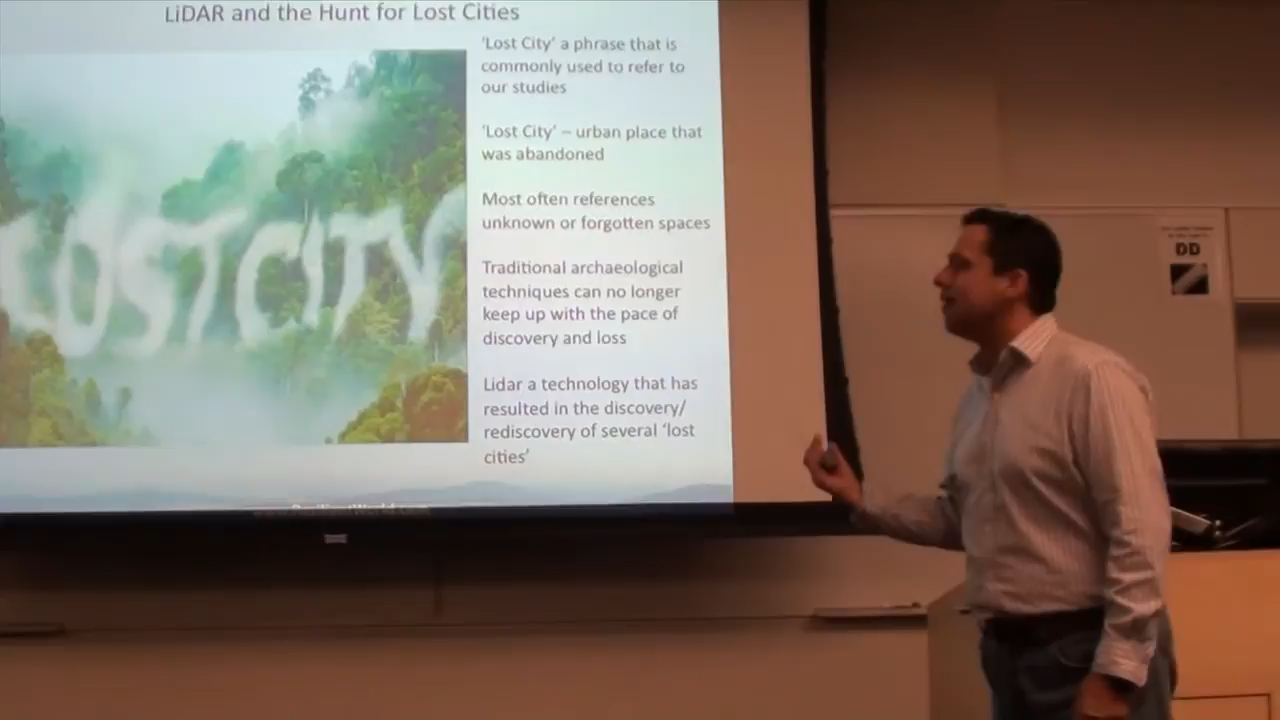 LiDAR and the Hunt for Lost Cities
'Lost City' a phrase that is
commonly used to refer to
our studies
'Lost City' – urban place that
was abandoned
Most often references
unknown or forgotten spaces
Traditional archaeological
techniques can no longer
keep up with the pace of
discovery and loss
Lidar a technology that has
resulted in the discovery/
rediscovery of several 'lost
cities'
LOST CITY
DD